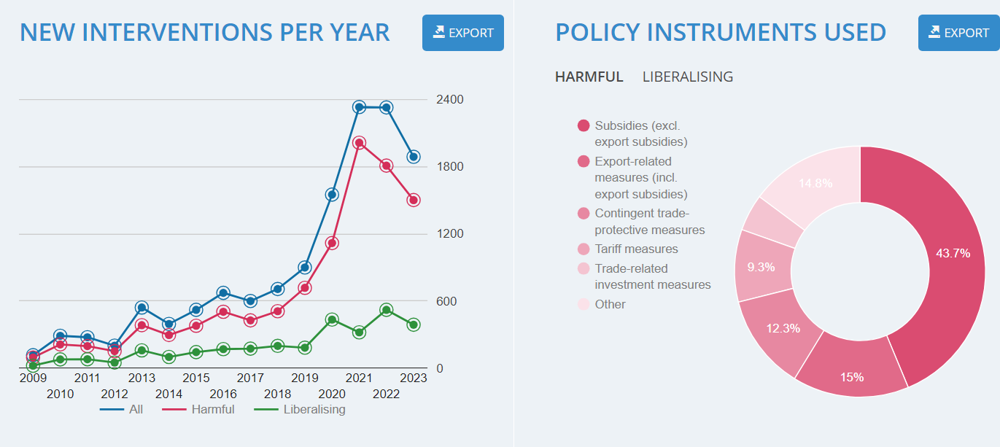 NEW INTERVENTIONS PER YEAR
EXPORT
2400
1800
1200
600
0
2009 2011 2013 2015 2017 2019 2021 2023
2010 2012 2014 2016 2018 2020 2022
All Harmful Liberalising
POLICY INSTRUMENTS USED
EXPORT
HARMFUL LIBERALISING
Subsidies (excl.
export subsidies)
Export-related
measures (incl.
export subsidies)
Contingent trade-
protective measures
Tariff measures
Trade-related
investment measures
Other
14.8%
43.7%
9.3%
12.3%
15%